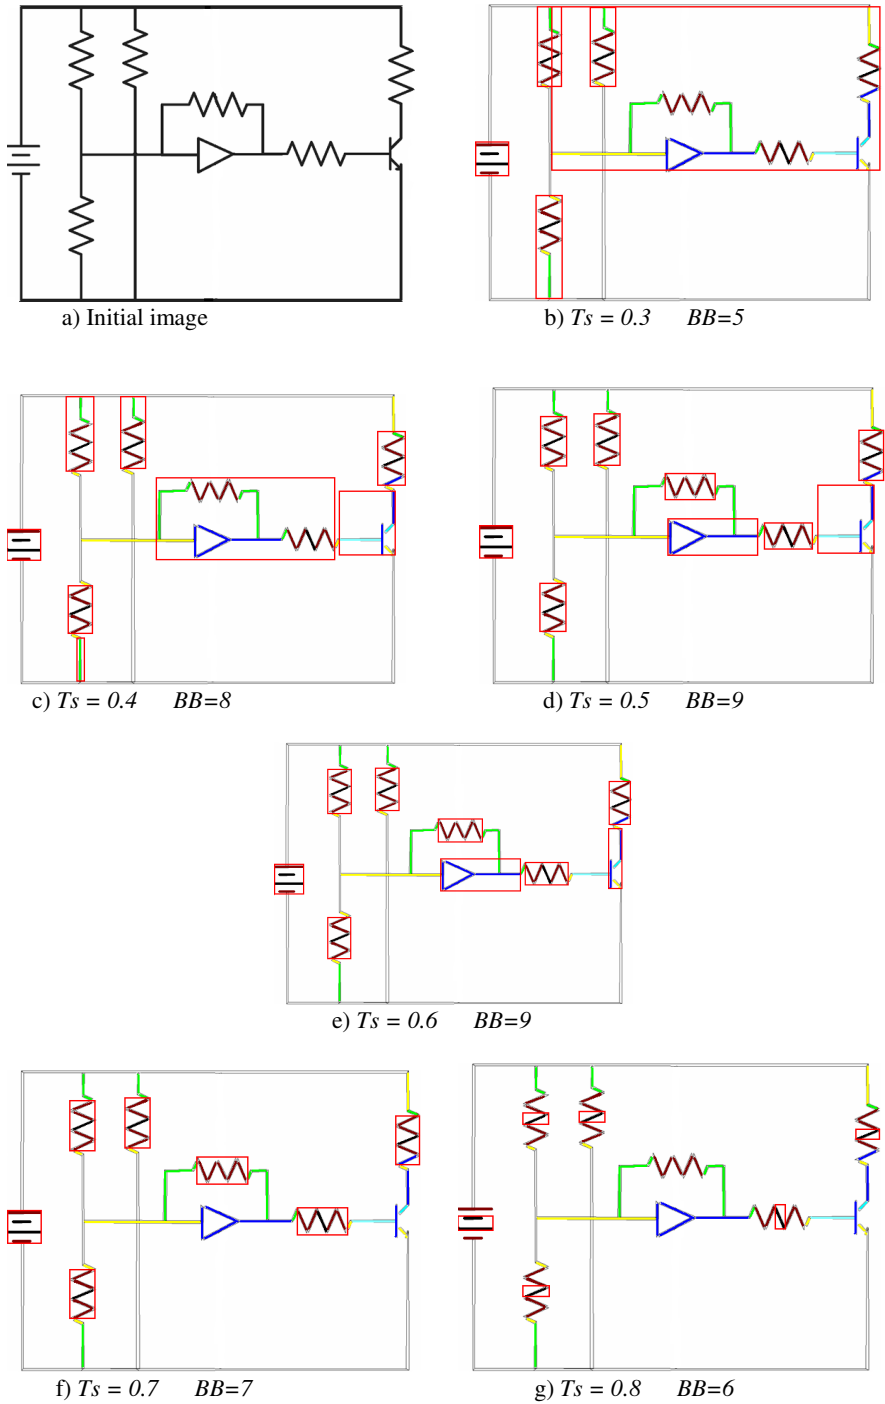 a) Initial image
b) Ts = 0.3 BB=5
c) Ts = 0.4 BB=8
d) Ts = 0.5 BB=9
e) Ts = 0.6 BB=9
f) Ts = 0.7 BB=7
g) Ts = 0.8 BB=6